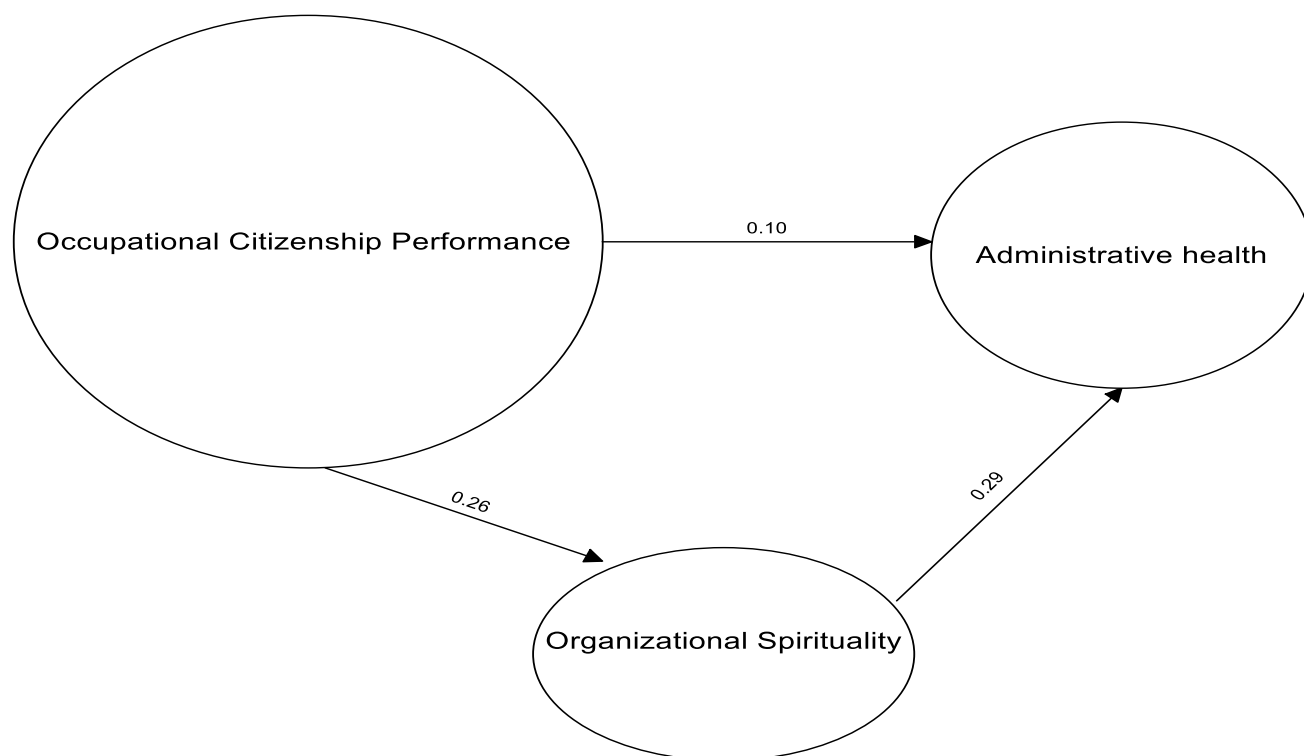 0.10
Occupational Citizenship Performance
Administrative health
0.26
0.29
Organizational Spirituality